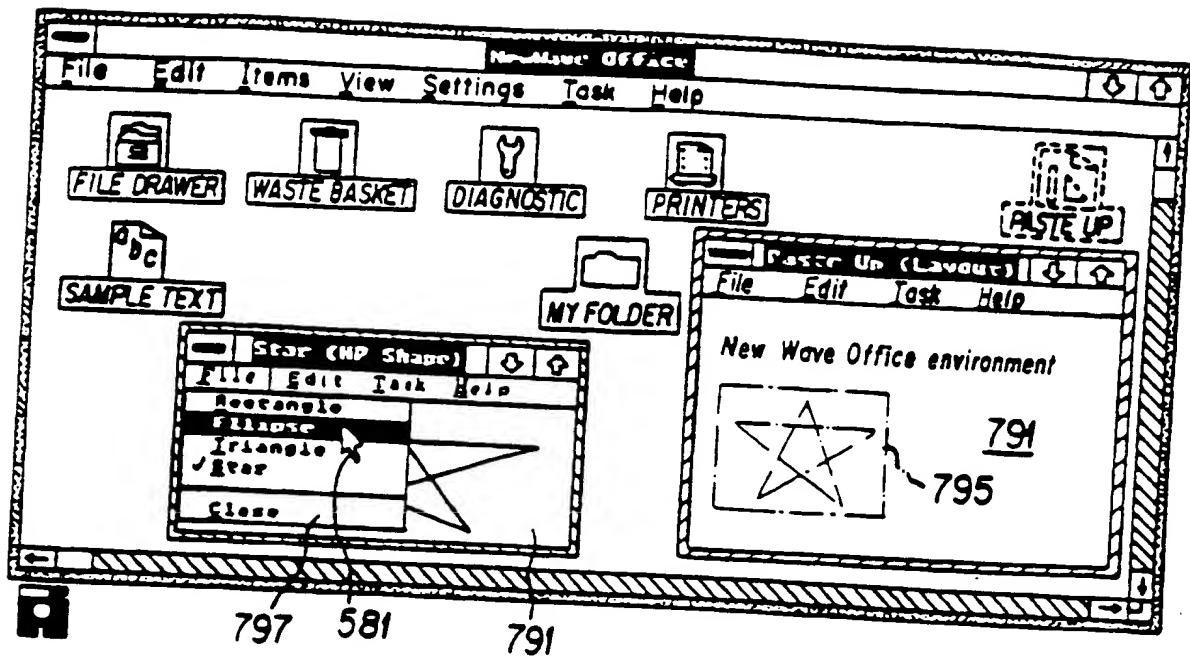 NewWave Office
File Edit Items View Settings Task Help
FILE DRAWER WASTE BASKET DIAGNOSTIC PRINTERS PASTE UP
abc
SAMPLE TEXT MY FOLDER
Paste Up (Layout)
File Edit Task Help
New Wave Office environment
791
795
Star (HP Shape)
File Edit Task Help
Rectangle
Ellipse
Triangle
✓Star
Close
797 581 791